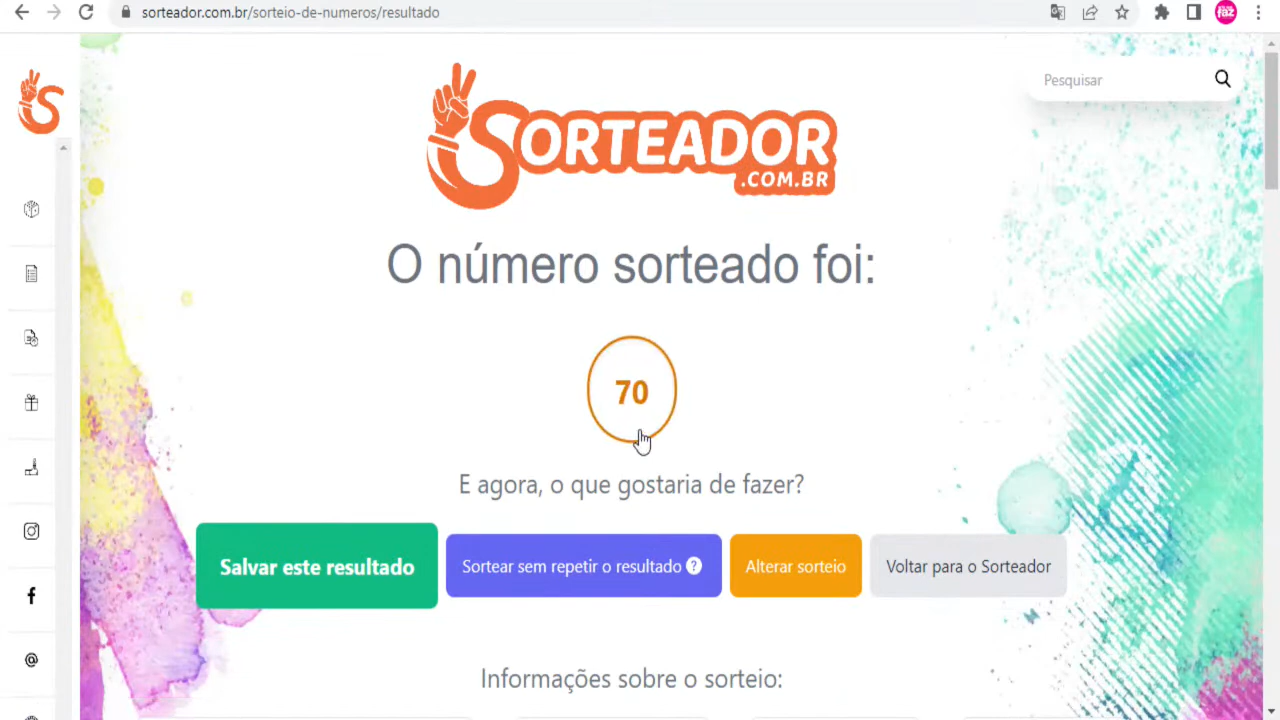 sorteador.com.br/sorteio-de-numeros/resultado
faz
Pesquisar
SORTEADOR
.COM.BR
O número sorteado foi:
70
E agora, o que gostaria de fazer?
Salvar este resultado
Sortear sem repetir o resultado ?
Alterar sorteio
Voltar para o Sorteador
Informações sobre o sorteio: